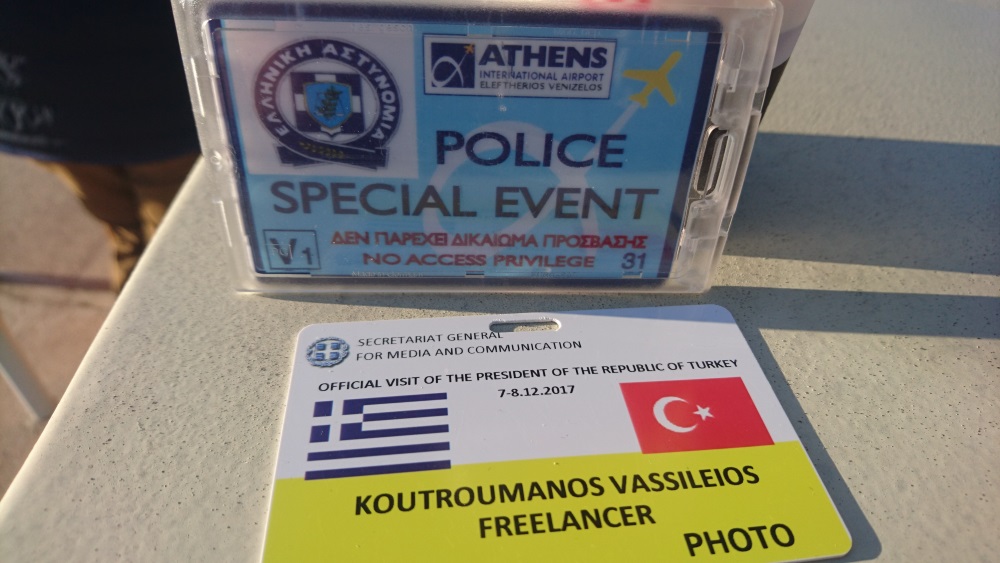 ΕΛΛΗΝΙΚΗ ΑΣΤΥΝΟΜΙΑ
ATHENS
INTERNATIONAL AIRPORT
ELEFTHERIOS VENIZELOS
POLICE
SPECIAL EVENT
ΔΕΝ ΠΑΡΕΧΕΙ ΔΙΚΑΙΩΜΑ ΠΡΟΣΒΑΣΗΣ
V1
NO ACCESS PRIVILEGE 31
SECRETARIAT GENERAL
FOR MEDIA AND COMMUNICATION
OFFICIAL VISIT OF THE PRESIDENT OF THE REPUBLIC OF TURKEY
7-8.12.2017
KOUTROUMANOS VASSILEIOS
FREELANCER
PHOTO